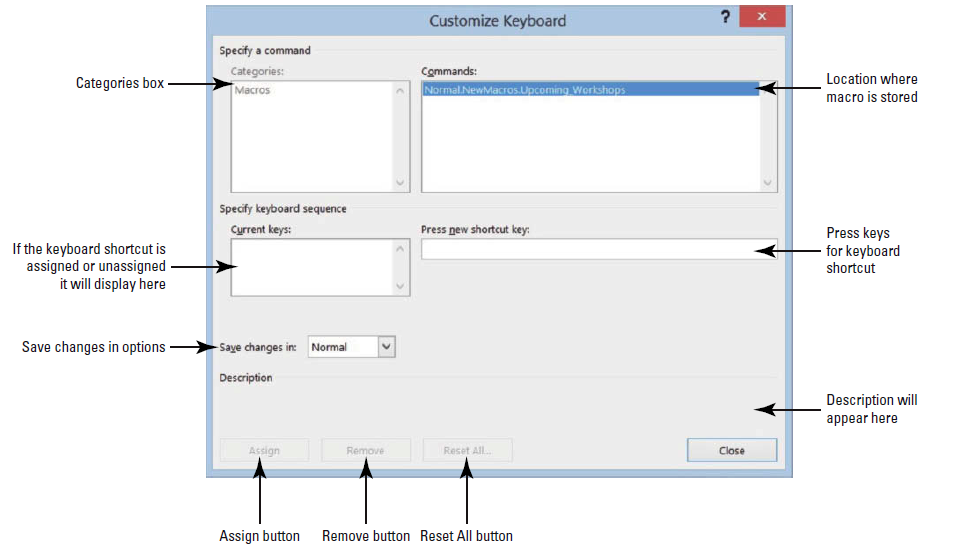 Customize Keyboard
? x
Specify a command
Categories:
Commands:
Categories box
Macros
Normal.NewMacros.Upcoming_Workshops
Location where
macro is stored
Specify keyboard sequence
Current keys:
Press new shortcut key:
If the keyboard shortcut is
assigned or unassigned
it will display here
Press keys
for keyboard
shortcut
Save changes in options
Save changes in:
Normal
Description
Description will
appear here
Assign
Remove
Reset All...
Close
Assign button
Remove button
Reset All button